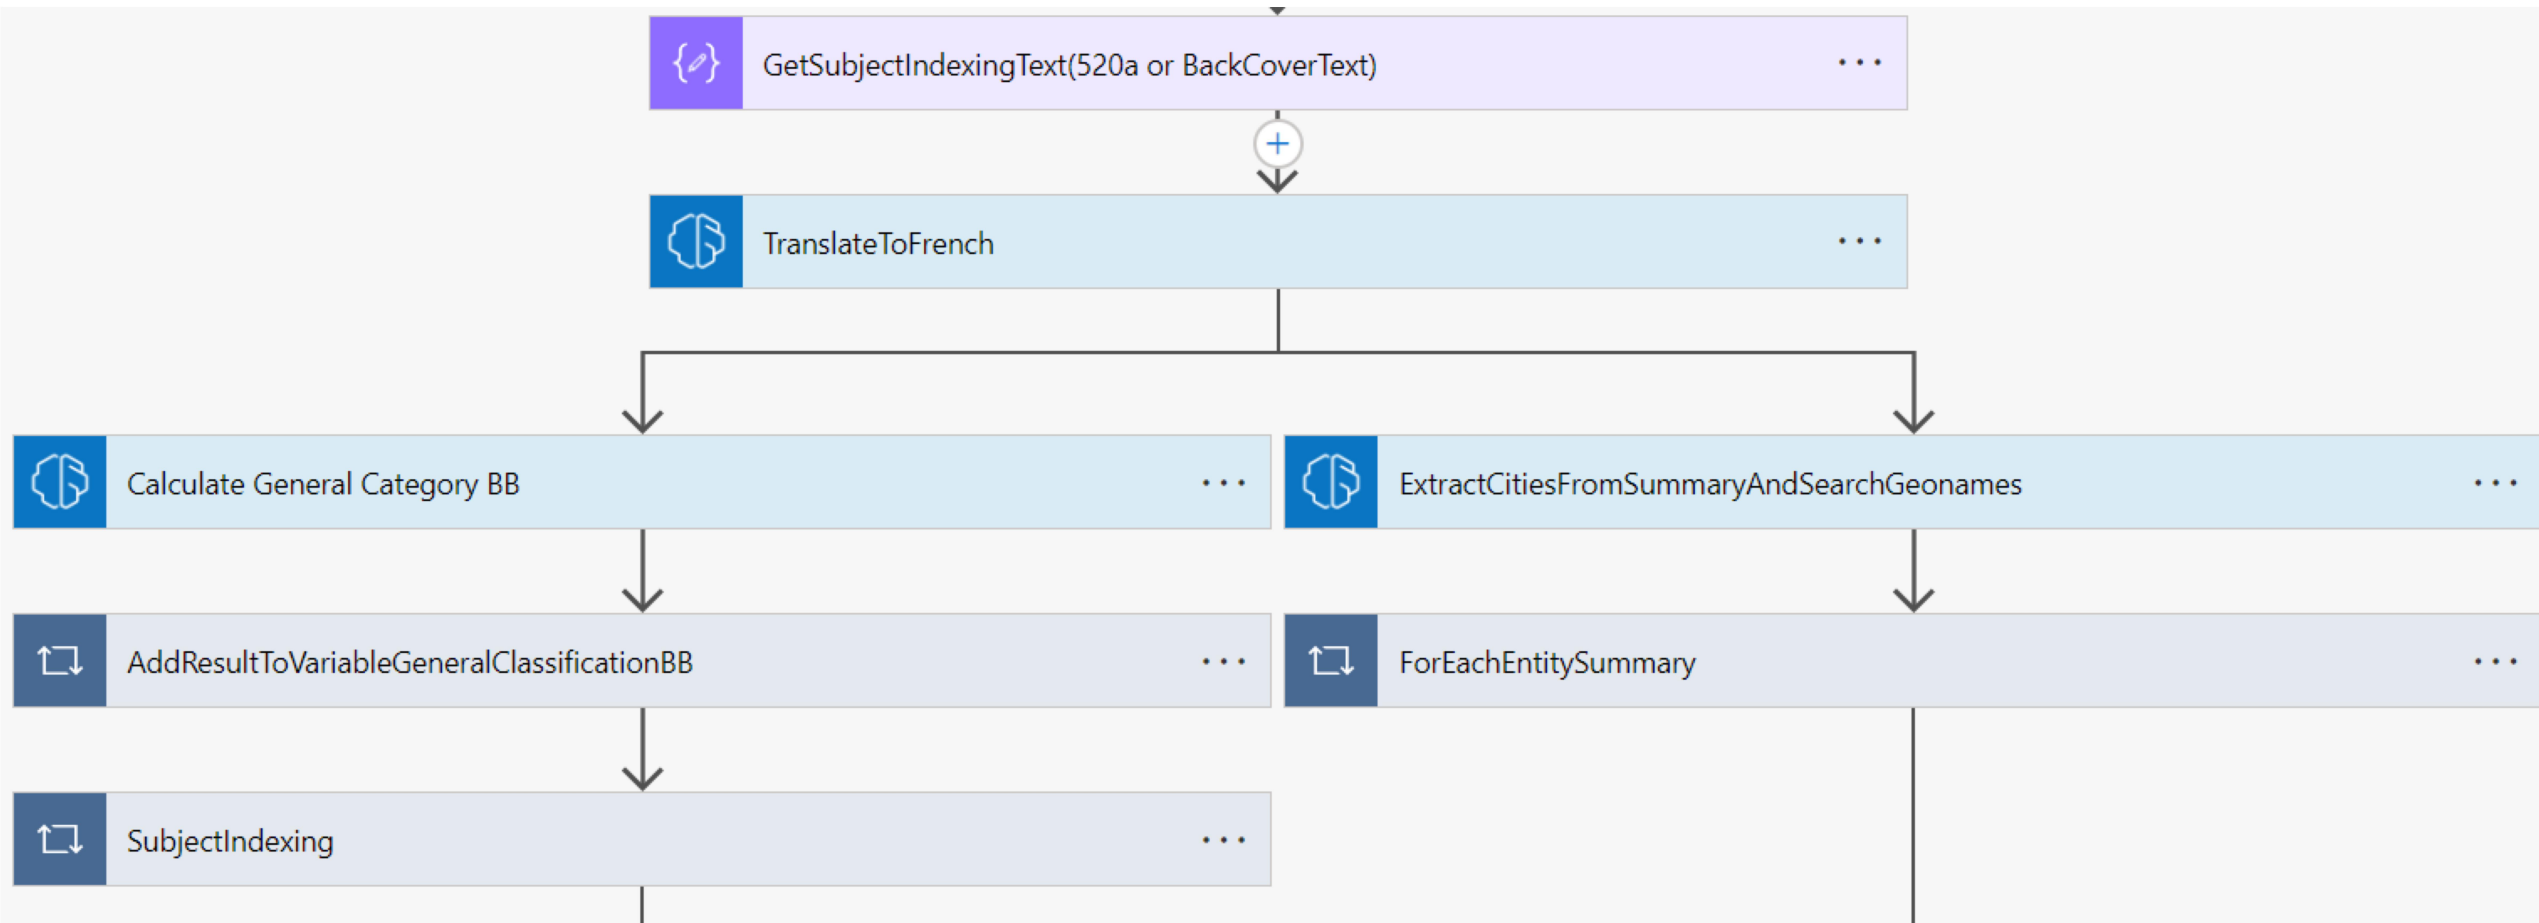 GetSubjectIndexingText(520a or BackCoverText)
TranslateToFrench
Calculate General Category BB
ExtractCitiesFromSummaryAndSearchGeonames
AddResultToVariableGeneralClassificationBB
ForEachEntitySummary
SubjectIndexing